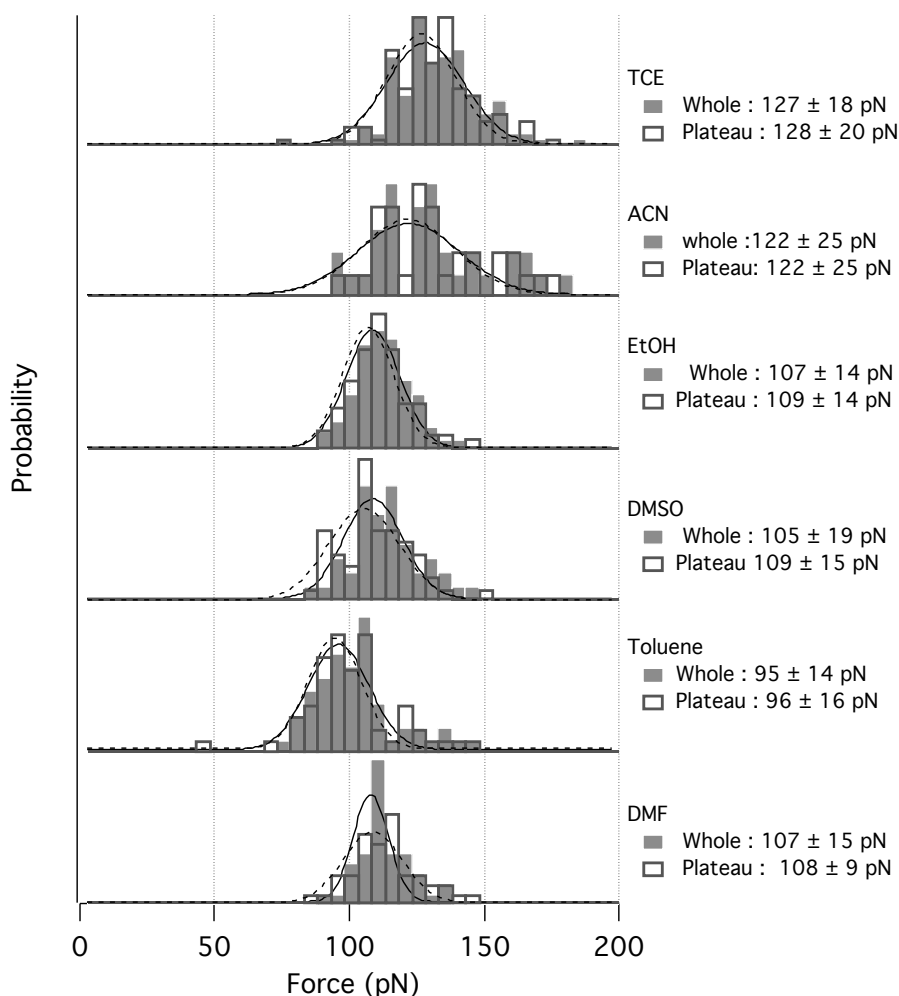 TCE
Whole : 127 ± 18 pN
Plateau : 128 ± 20 pN
ACN
whole :122 ± 25 pN
Plateau: 122 ± 25 pN
EtOH
Whole : 107 ± 14 pN
Plateau : 109 ± 14 pN
Probability
DMSO
Whole : 105 ± 19 pN
Plateau 109 ± 15 pN
Toluene
Whole : 95 ± 14 pN
Plateau : 96 ± 16 pN
DMF
Whole : 107 ± 15 pN
Plateau : 108 ± 9 pN
0 50 100 150 200
Force (pN)